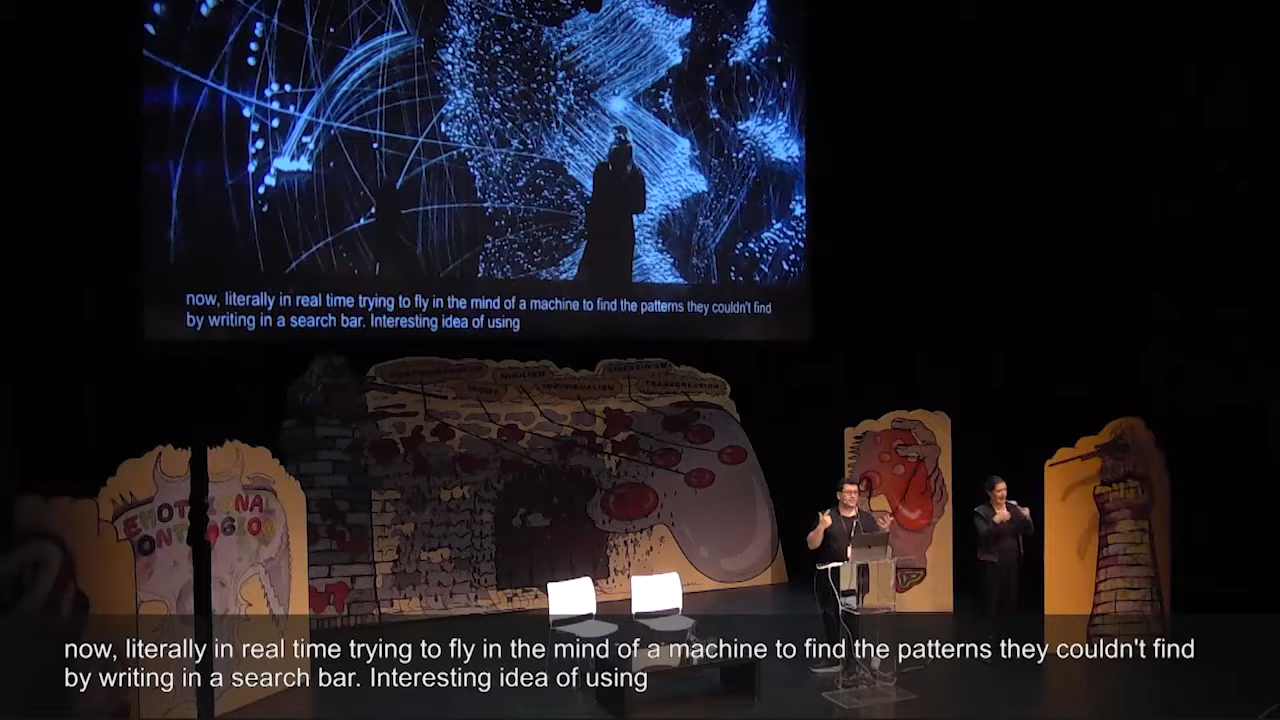 now, literally in real time trying to fly in the mind of a machine to find the patterns they couldn't find
by writing in a search bar. Interesting idea of using
NIHILISM
INDIVIDUALISM
TRANSGRESSION
EMOTIONAL
CONTAGION
now, literally in real time trying to fly in the mind of a machine to find the patterns they couldn't find
by writing in a search bar. Interesting idea of using